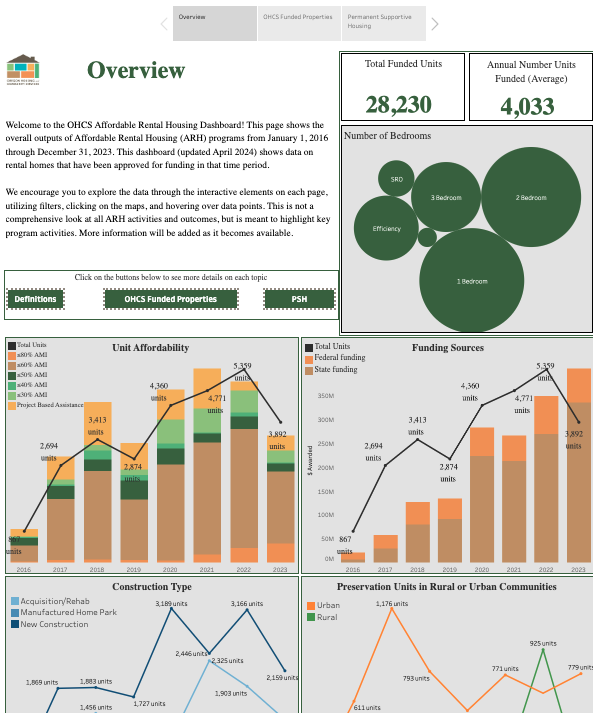 Overview
OHCS Funded Properties
Permanent Supportive
Housing
Overview
Welcome to the OHCS Affordable Rental Housing Dashboard! This page shows the
overall outputs of Affordable Rental Housing (ARH) programs from January 1, 2016
through December 31, 2023. This dashboard (updated April 2024) shows data on
rental homes that have been approved for funding in that time period.
We encourage you to explore the data through the interactive elements on each page,
utilizing filters, clicking on the maps, and hovering over data points. This is not a
comprehensive look at all ARH activities and outcomes, but is meant to highlight key
program activities. More information will be added as it becomes available.
Click on the buttons below to see more details on each topic
Definitions
OHCS Funded Properties
PSH
Total Funded Units
28,230
Annual Number Units
Funded (Average)
4,033
Number of Bedrooms
SRO
3 Bedroom
2 Bedroom
Efficiency
1 Bedroom
Unit Affordability
Total Units
≤80% AMI
≤60% AMI
≤50% AMI
≤40% AMI
≤30% AMI
Project Based Assistance
867
units
2,694
units
3,413
units
2,874
units
4,360
units
4,771
units
5,359
units
3,892
units
2016
2017
2018
2019
2020
2021
2022
2023
Funding Sources
Total Units
Federal funding
State funding
$ Awarded
350M
300M
250M
200M
150M
100M
50M
0M
867
units
2,694
units
3,413
units
2,874
units
4,360
units
4,771
units
5,359
units
3,892
units
2016
2017
2018
2019
2020
2021
2022
2023
Construction Type
Acquisition/Rehab
Manufactured Home Park
New Construction
1,869 units
1,883 units
1,456 units
1,727 units
3,189 units
2,446 units
2,325 units
3,166 units
1,903 units
2,159 units
Preservation Units in Rural or Urban Communities
Urban
Rural
611 units
1,176 units
793 units
771 units
925 units
779 units